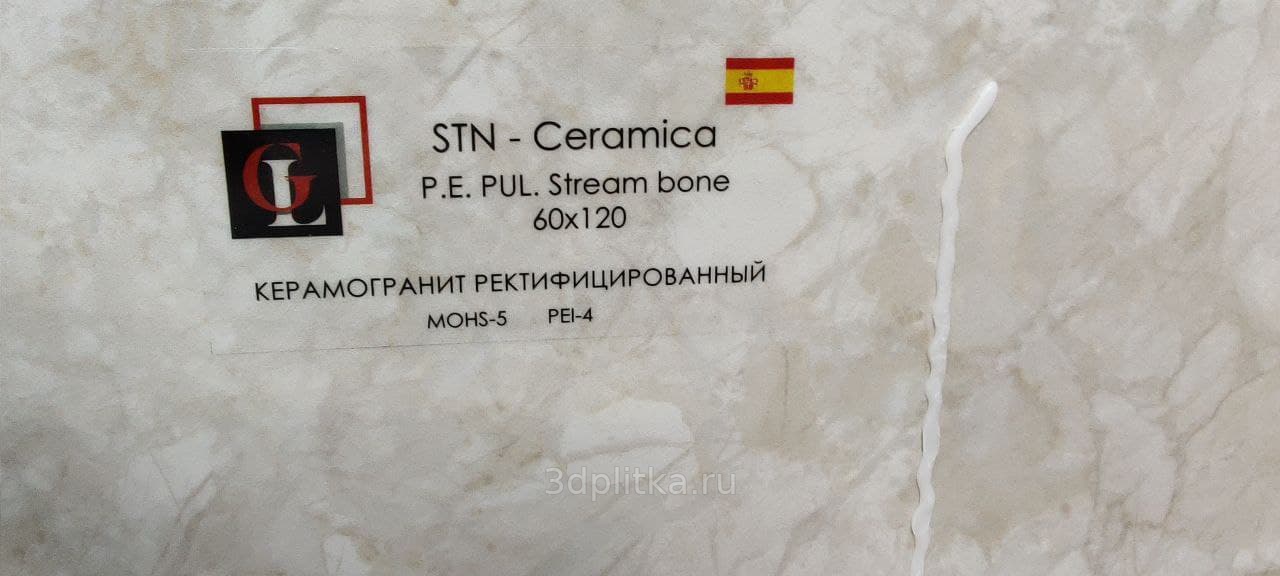 GL
STN - Ceramica
P.E. PUL. Stream bone
60x120
КЕРАМОГРАНИТ РЕКТИФИЦИРОВАННЫЙ
MOHS-5 PEI-4
3dplitka.ru